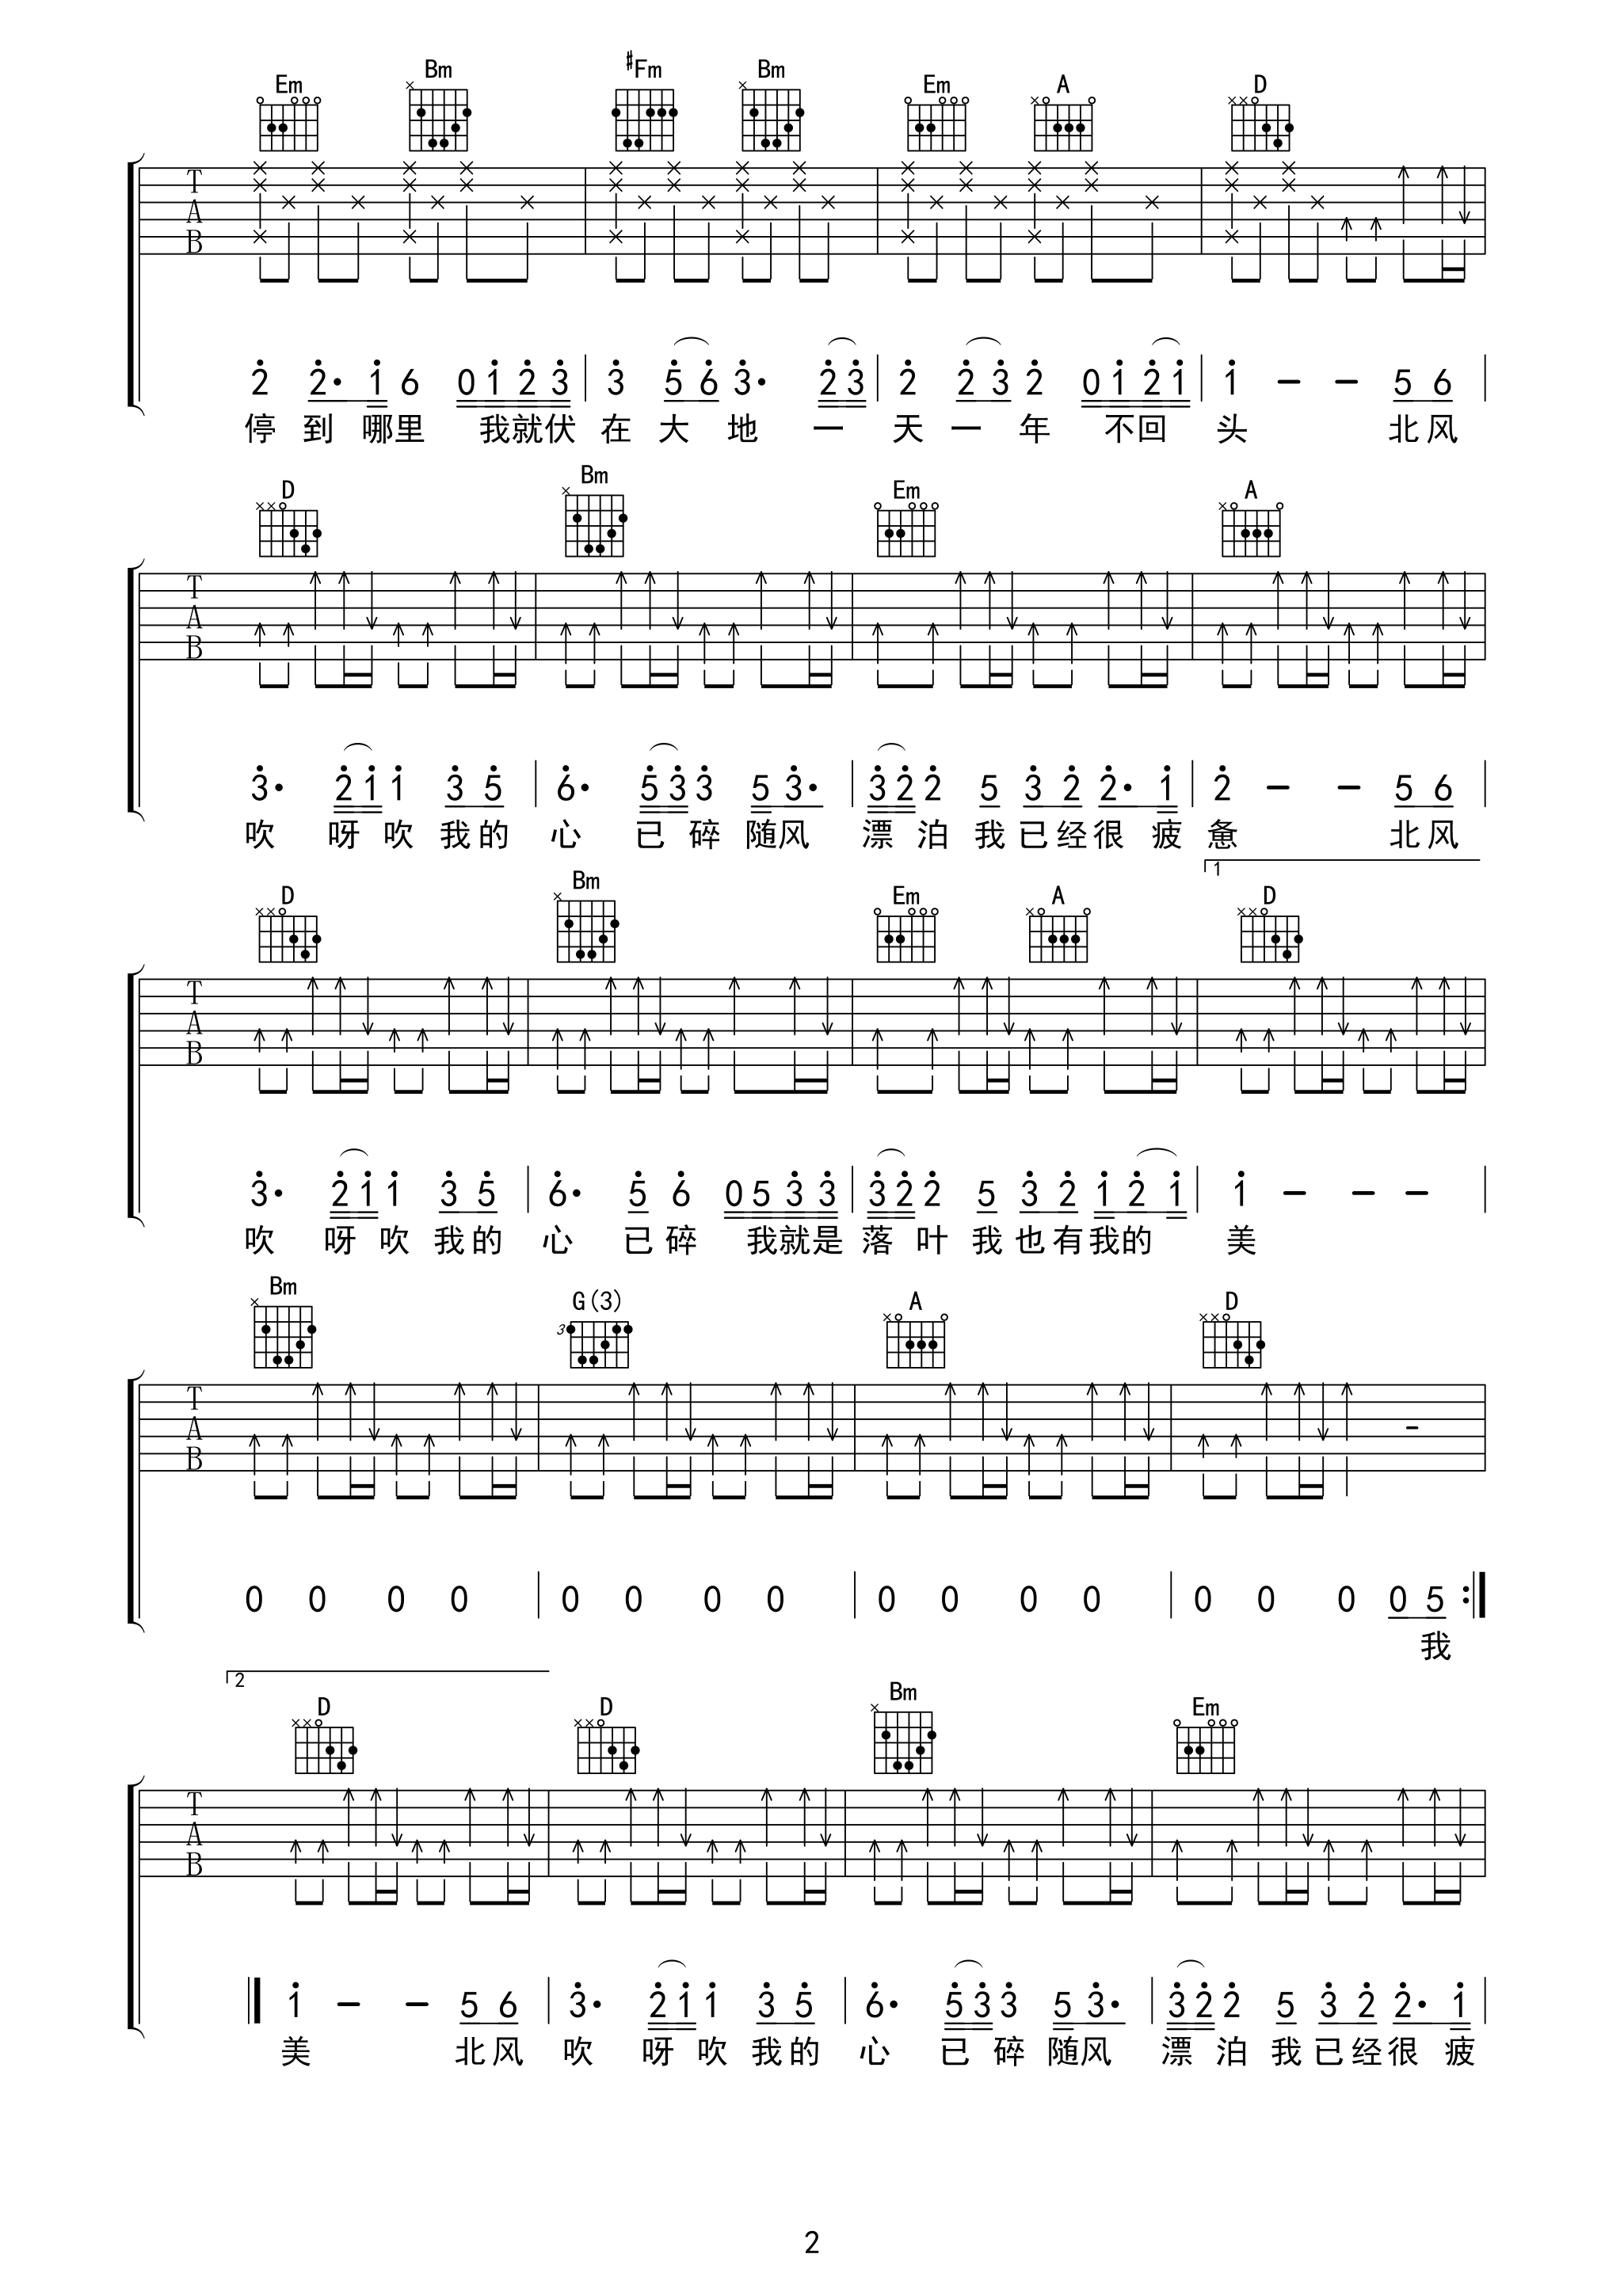 Em Bm #Fm Bm Em A D
T
A
B
2 2· 1 6 0 1 2 3 3 5 6 3· 2 3 2 2 3 2 0 1 2 1 1 － － 5 6
停 到 哪里 我就伏 在 大 地 一 天 一 年 不回 头 北风
D Bm Em A
T
A
B
3· 2 1 1 3 5 6· 5 3 3 5 3· 3 2 2 5 3 2 2· 1 2 － － 5 6
吹 呀 吹 我的 心 已 碎 随风 漂 泊 我 已经很 疲 惫 北风
1
D Bm Em A D
T
A
B
3· 2 1 1 3 5 6· 5 6 0 5 3 3 3 2 2 5 3 2 1 2 1 1 － － －
吹 呀 吹 我的 心 已 碎 我就是 落 叶 我 也有我的 美
Bm G(3) A D
3
T
A
B
0 0 0 0 0 0 0 0 0 0 0 0 0 0 0 0 5
我
2
D D Bm Em
T
A
B
1 － － 5 6 3· 2 1 1 3 5 6· 5 3 3 5 3· 3 2 2 5 3 2 2· 1
美 北风 吹 呀 吹 我的 心 已 碎 随风 漂 泊 我 已经很 疲
2